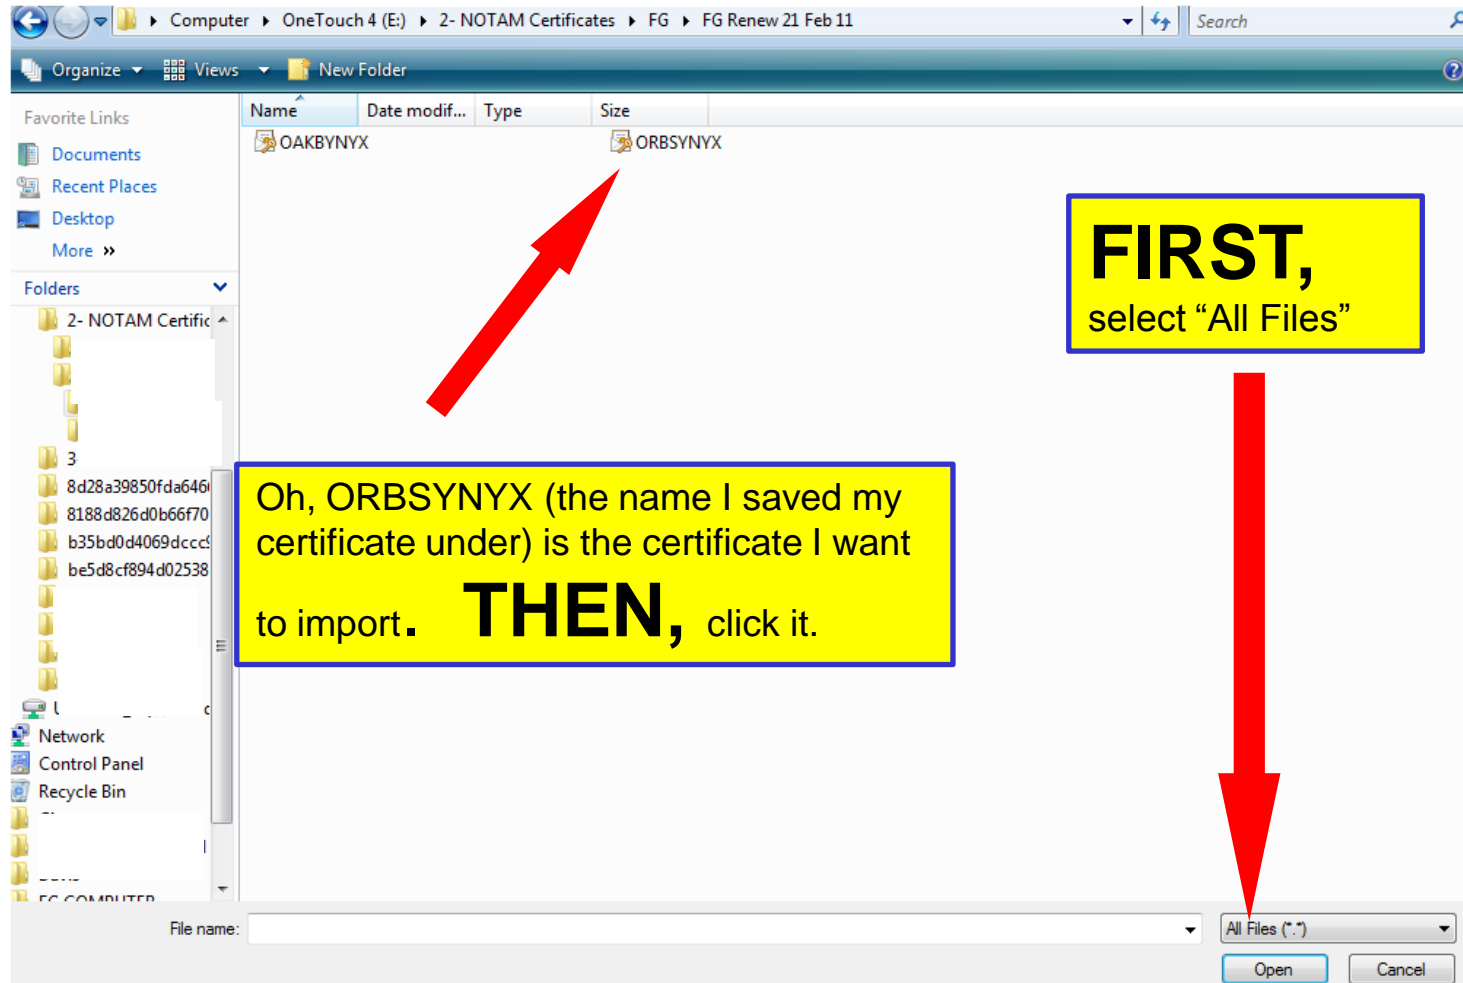 Computer OneTouch 4 (E:) 2- NOTAM Certificates FG FG Renew 21 Feb 11 Search
Organize Views New Folder
Favorite Links
Documents
Recent Places
Desktop
More »
Folders
2- NOTAM Certific
3
8d28a39850fda646
8188d826d0b66f70
b35bd0d4069dccc9
be5d8cf894d02538
Network
Control Panel
Recycle Bin
FG COMPUTER
Name Date modif... Type Size
OAKBYNYX ORBSYNYX
FIRST,
select “All Files”
Oh, ORBSYNYX (the name I saved my
certificate under) is the certificate I want
to import. THEN, click it.
File name: All Files (*.*)
Open Cancel